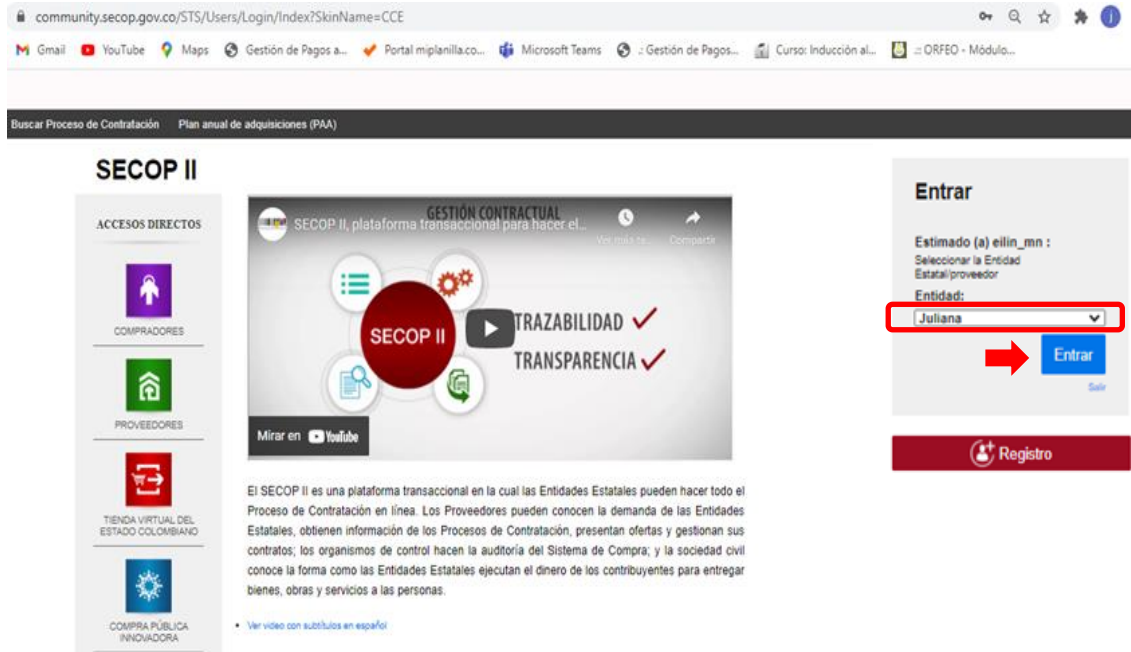 community.secop.gov.co/STS/Users/Login/Index?SkinName=CCE
Gmail YouTube Maps Gestión de Pagos a... Portal miplanilla.co... Microsoft Teams .: Gestión de Pagos... Curso: Inducción al... .:: ORFEO - Módulo...
Buscar Proceso de Contratación Plan anual de adquisiciones (PAA)
SECOP II
ACCESOS DIRECTOS
COMPRADORES
PROVEEDORES
TIENDA VIRTUAL DEL
ESTADO COLOMBIANO
COMPRA PÚBLICA
INNOVADORA
GESTIÓN CONTRACTUAL
SECOP II, plataforma transaccional para hacer el...
Ver más ta... Compartir
SECOP II
TRAZABILIDAD
TRANSPARENCIA
Mirar en YouTube
El SECOP II es una plataforma transaccional en la cual las Entidades Estatales pueden hacer todo el
Proceso de Contratación en línea. Los Proveedores pueden conocen la demanda de las Entidades
Estatales, obtienen información de los Procesos de Contratación, presentan ofertas y gestionan sus
contratos; los organismos de control hacen la auditoría del Sistema de Compra; y la sociedad civil
conoce la forma como las Entidades Estatales ejecutan el dinero de los contribuyentes para entregar
bienes, obras y servicios a las personas.
• Ver video con subtítulos en español
Entrar
Estimado (a) eilin_mn :
Seleccionar la Entidad
Estatal/proveedor
Entidad:
Juliana
Entrar
Salir
Registro